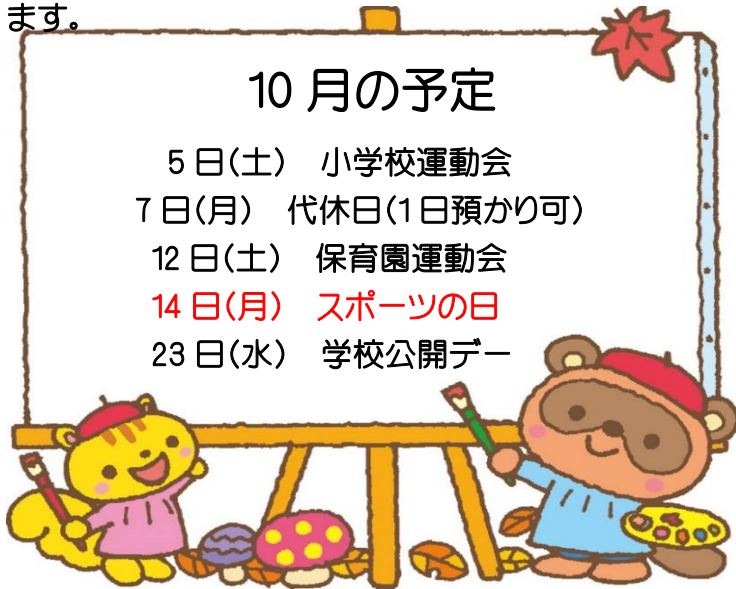 ます。
10月の予定
5日(土) 小学校運動会
7日(月) 代休日(1日預かり可)
12日(土) 保育園運動会
14日(月) スポーツの日
23日(水) 学校公開デー